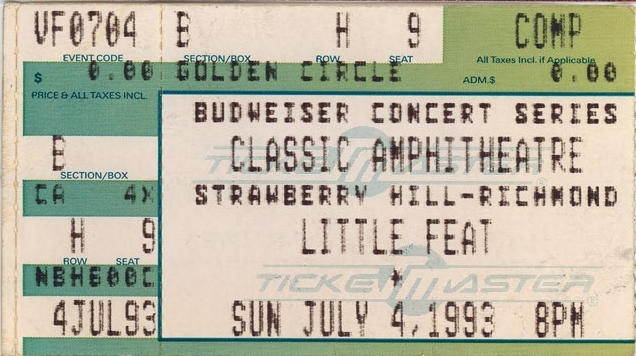 VF0704 B H 9 COMP
EVENT CODE SECTION/BOX ROW SEAT All Taxes Incl. if Applicable
$ 0.00 GOLDEN CIRCLE ADM.$ 0.00
PRICE & ALL TAXES INCL.
BUDWEISER CONCERT SERIES
B CLASSIC AMPHITHEATRE
TICKETMASTER
SECTION/BOX
CA 4X STRAWBERRY HILL-RICHMOND
H 9 LITTLE FEAT
ROW SEAT
NBH600C *
TICKETMASTER®
4JUL93 SUN JULY 4,1993 8PM